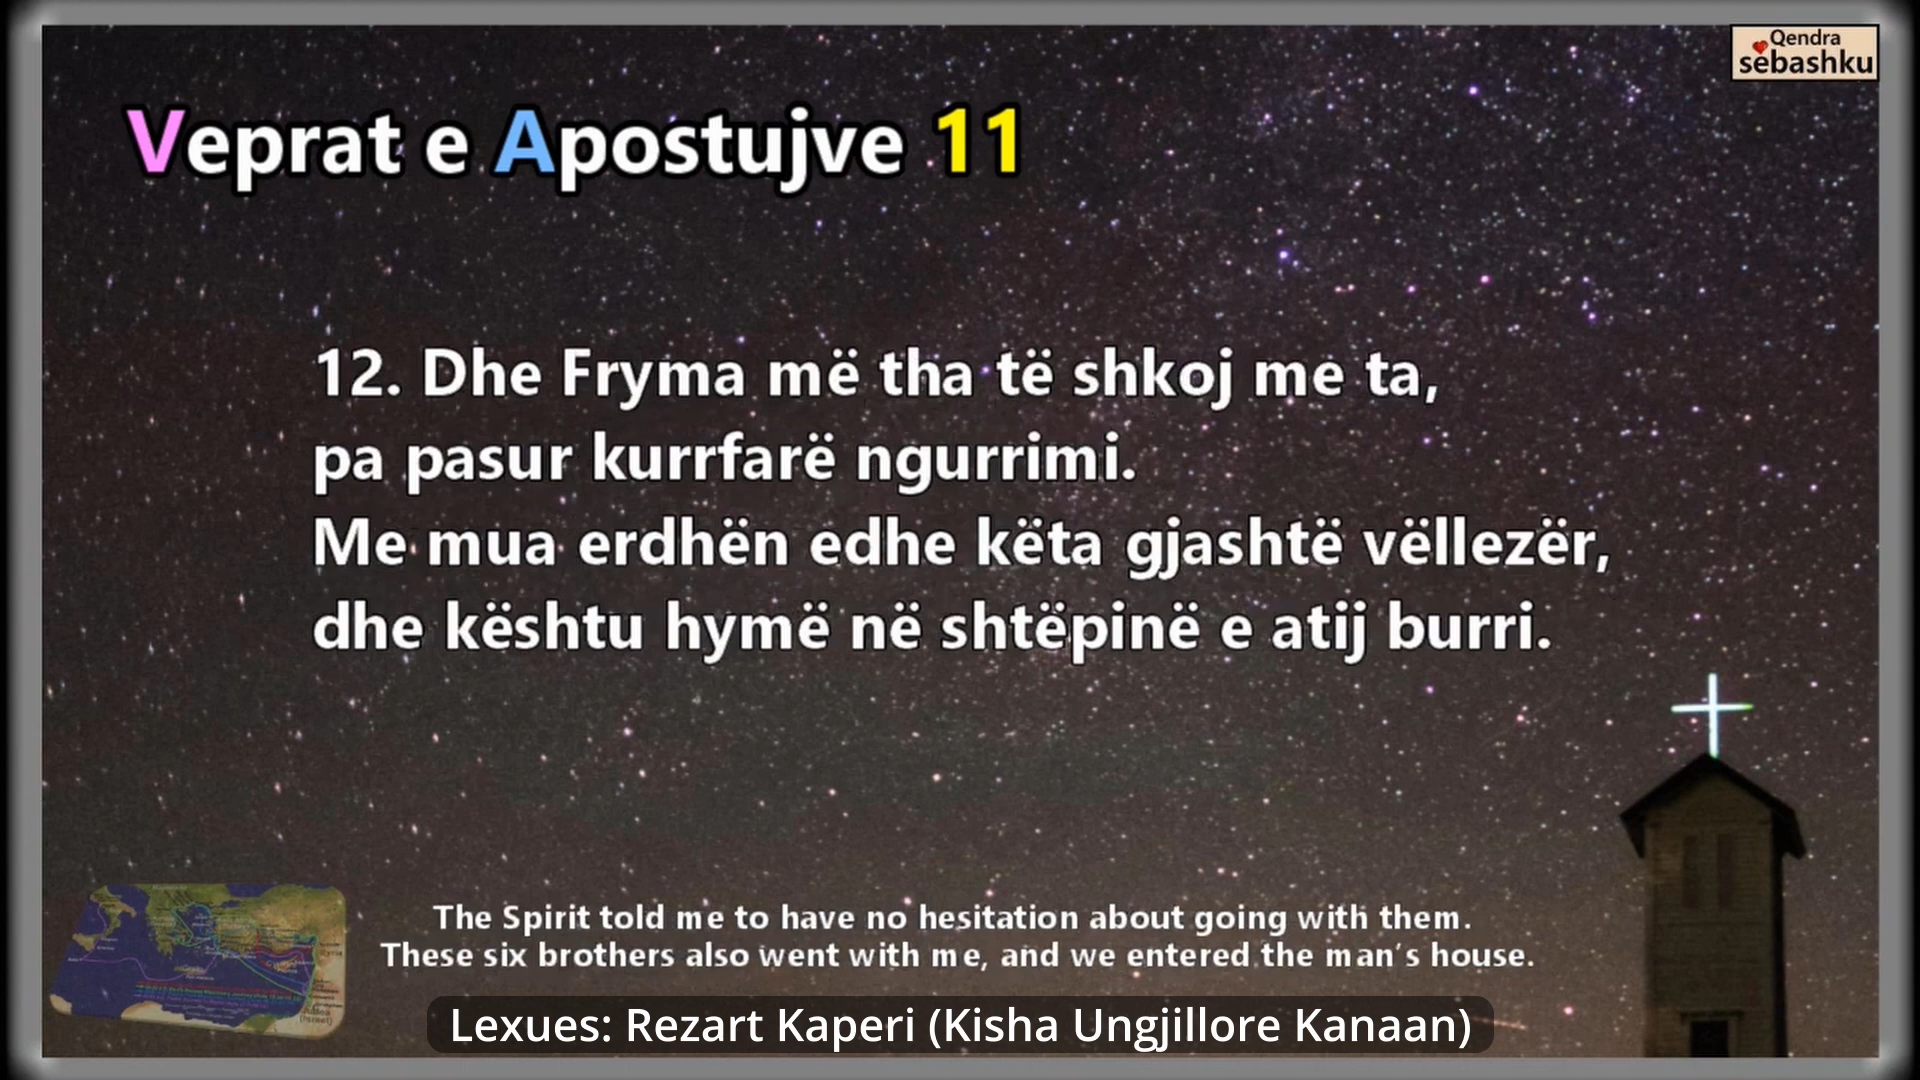 Qendra
sebashku
Veprat e Apostujve 11
12. Dhe Fryma më tha të shkoj me ta,
pa pasur kurrfarë ngurrimi.
Me mua erdhën edhe këta gjashtë vëllezër,
dhe kështu hymë në shtëpinë e atij burri.
The Spirit told me to have no hesitation about going with them.
These six brothers also went with me, and we entered the man's house.
Lexues: Rezart Kaperi (Kisha Ungjillore Kanaan)